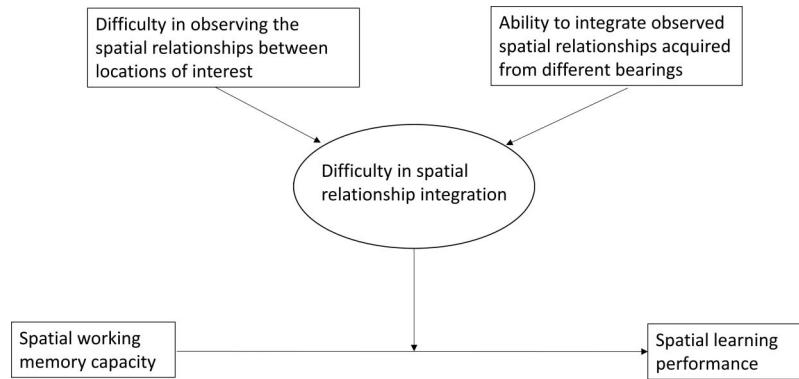 Difficulty in observing the
spatial relationships between
locations of interest
Ability to integrate observed
spatial relationships acquired
from different bearings
Difficulty in spatial
relationship integration
Spatial working
memory capacity
Spatial learning
performance